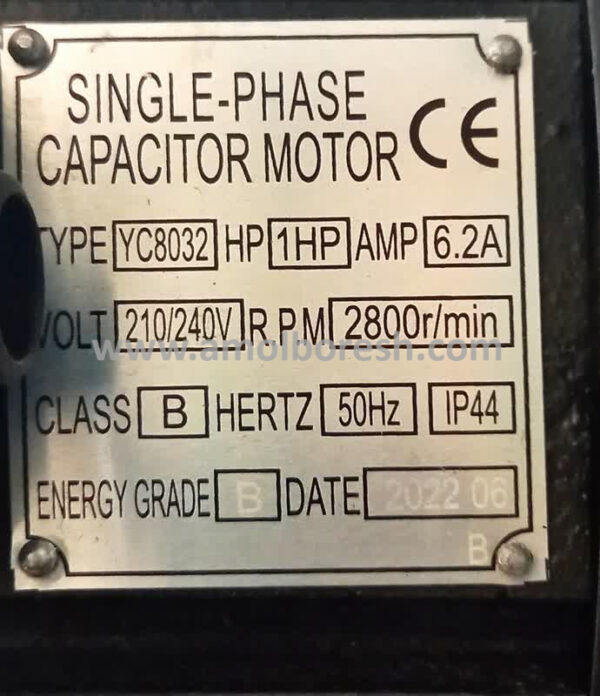 SINGLE-PHASE
CAPACITOR MOTOR CE
TYPE YC8032 HP 1HP AMP 6.2A
VOLT 210/240V R.P.M 2800r/min
www.amolboresh.com
CLASS B HERTZ 50Hz IP44
ENERGY GRADE B DATE 2022 06
B